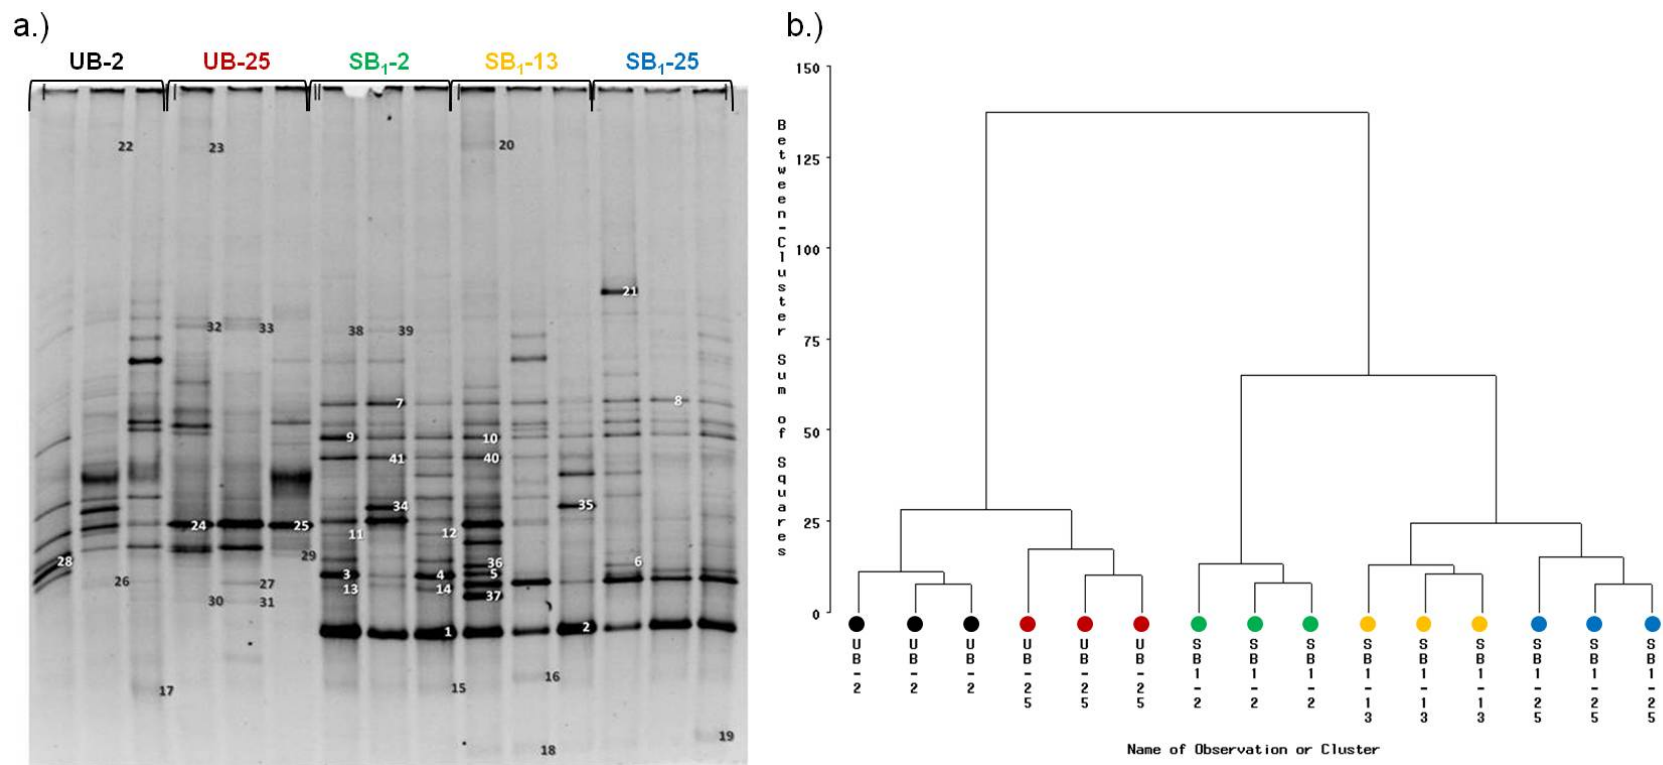 a.)
b.)
UB-2 UB-25 SB1-2 SB1-13 SB1-25
22 23 20
21
32 33 38 39
7 8
9 10
41 40
34 35
24 25
11 12
28 29 36 6
26 27 3 4 5
13 14 37
30 31
1 2
16
17 15
19
18
150
125
100
75
50
25
0
Between-Cluster Sum of Squares
UB-2 UB-2 UB-2 UB-25 UB-25 UB-25 SB1-2 SB1-2 SB1-2 SB1-13 SB1-13 SB1-13 SB1-25 SB1-25 SB1-25
Name of Observation or Cluster